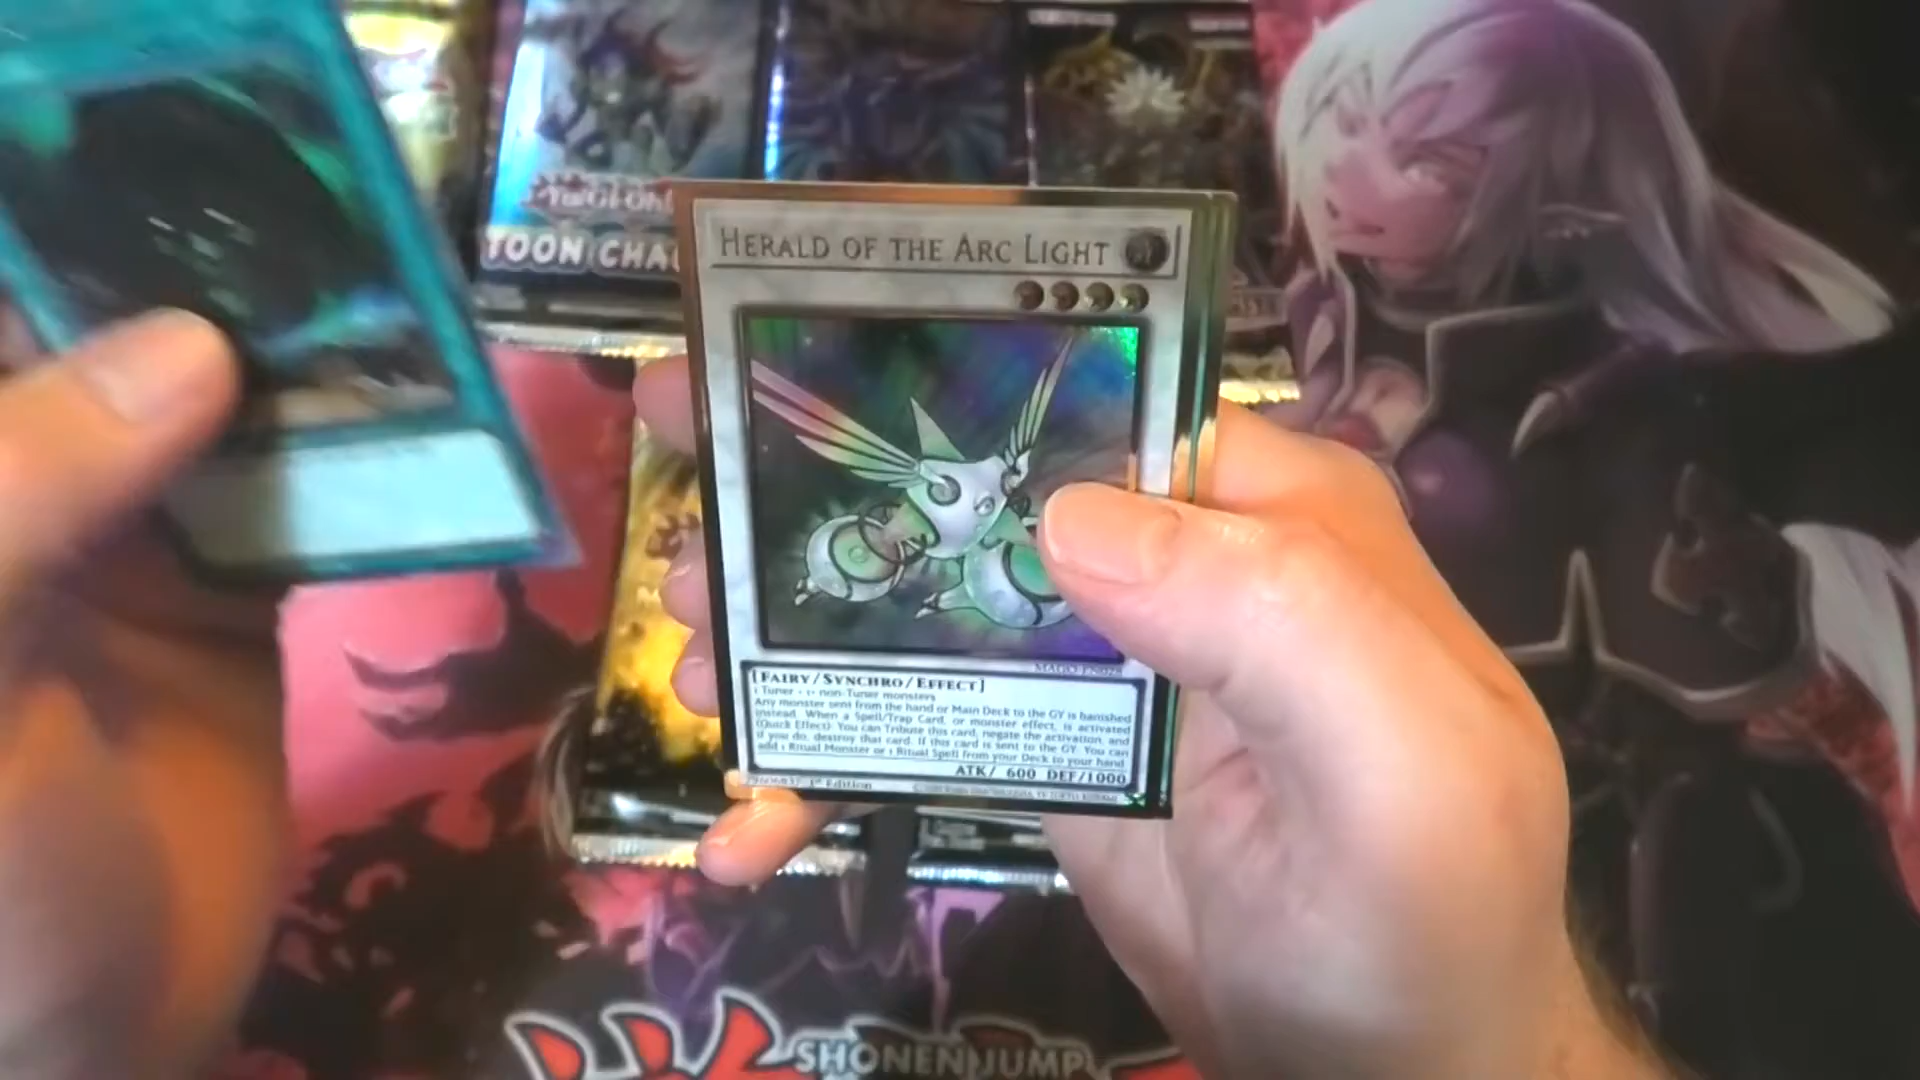 TOON CHA
HERALD OF THE ARC LIGHT
[FAIRY/SYNCHRO/EFFECT]
1 Tuner + 1+ non-Tuner monsters
Any monster sent from the hand or Main Deck to the GY is banished
instead. When a Spell/Trap Card, or monster effect, is activated
(Quick Effect): You can Tribute this card; negate the activation, and
if you do, destroy that card. If this card is sent to the GY: You can
add 1 Ritual Monster or 1 Ritual Spell from your Deck to your hand.
ATK/ 600 DEF/1000
1st Edition
SHONEN JUMP